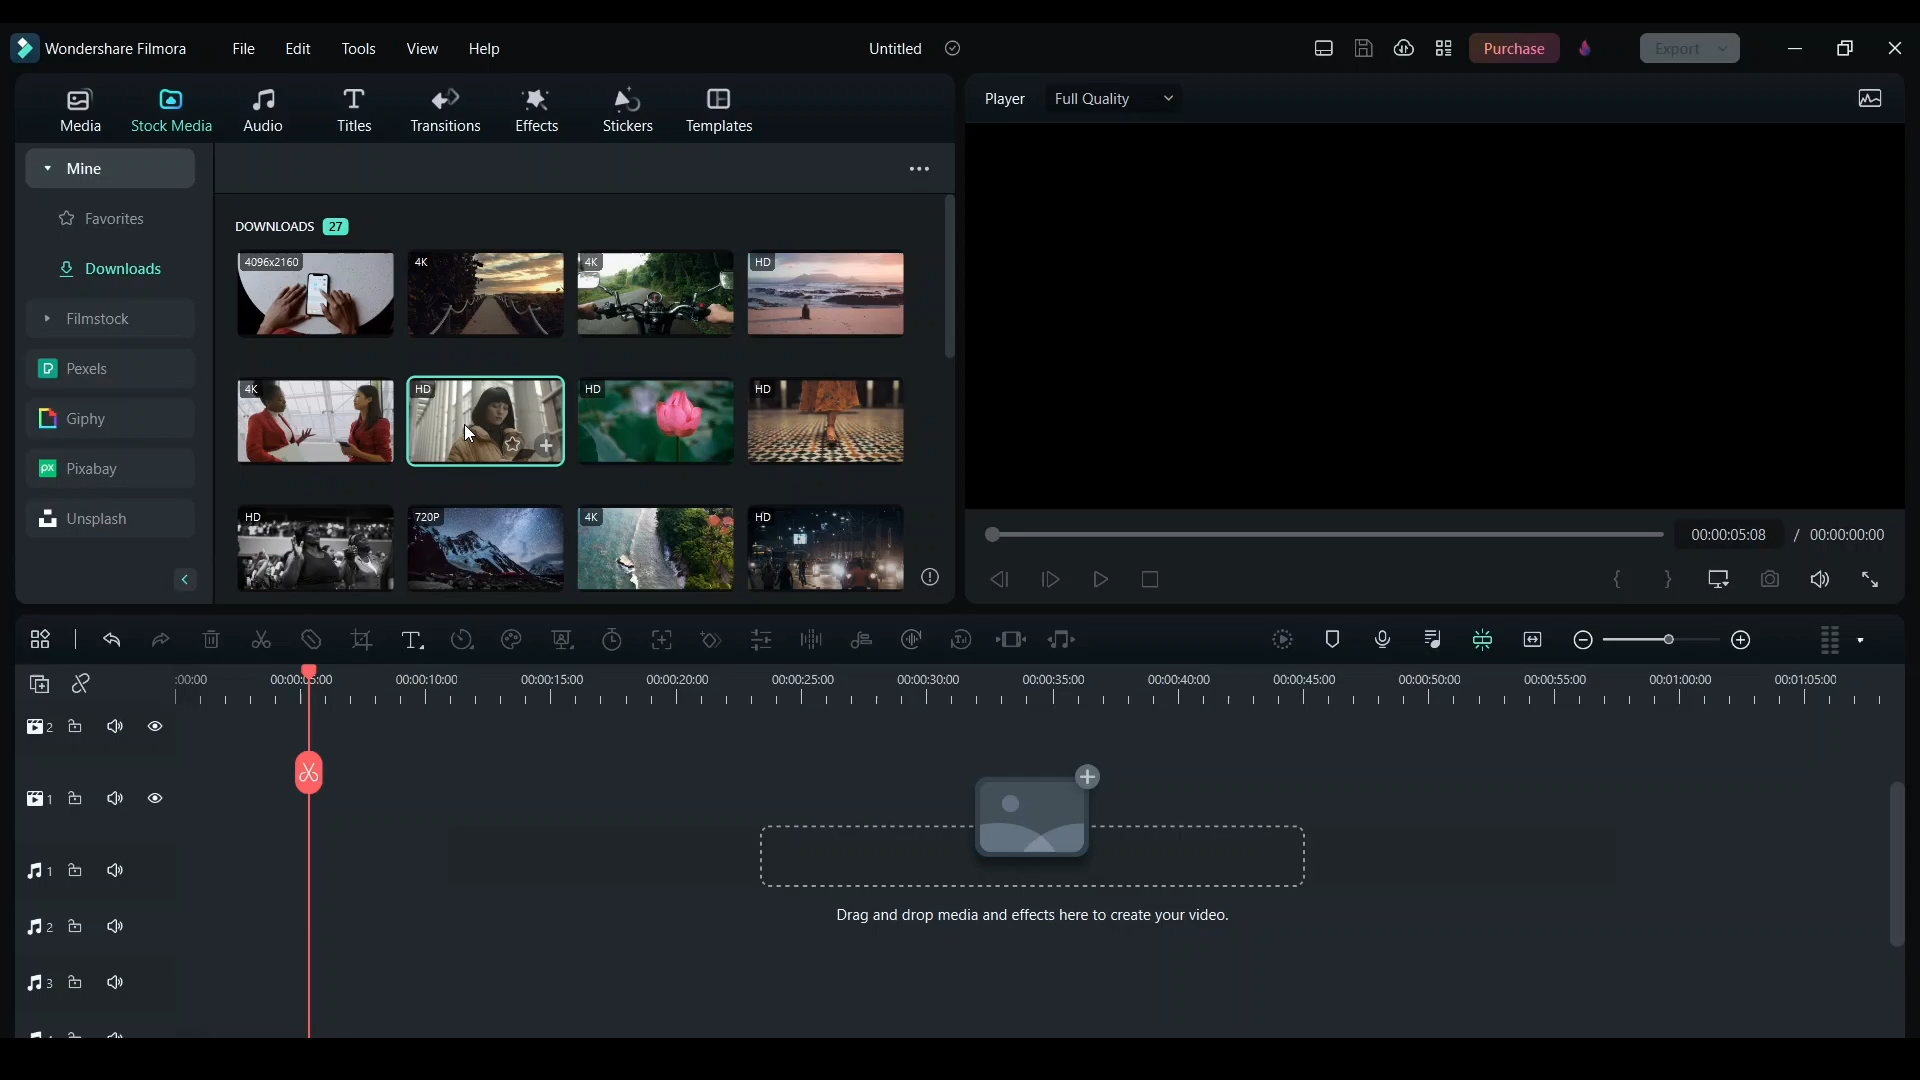 Wondershare Filmora File Edit Tools View Help Untitled Purchase Export
Media Stock Media Audio Titles Transitions Effects Stickers Templates
Player Full Quality
Mine
Favorites
Downloads
Filmstock
Pexels
Giphy
Pixabay
Unsplash
DOWNLOADS 27
4096x2160 4K 4K HD
4K HD HD HD
HD 720P 4K HD
00:00:05:08 / 00:00:00:00
:00:00 00:00:05:00 00:00:10:00 00:00:15:00 00:00:20:00 00:00:25:00 00:00:30:00 00:00:35:00 00:00:40:00 00:00:45:00 00:00:50:00 00:00:55:00 00:01:00:00 00:01:05:00
2
1
1
2
3
Drag and drop media and effects here to create your video.